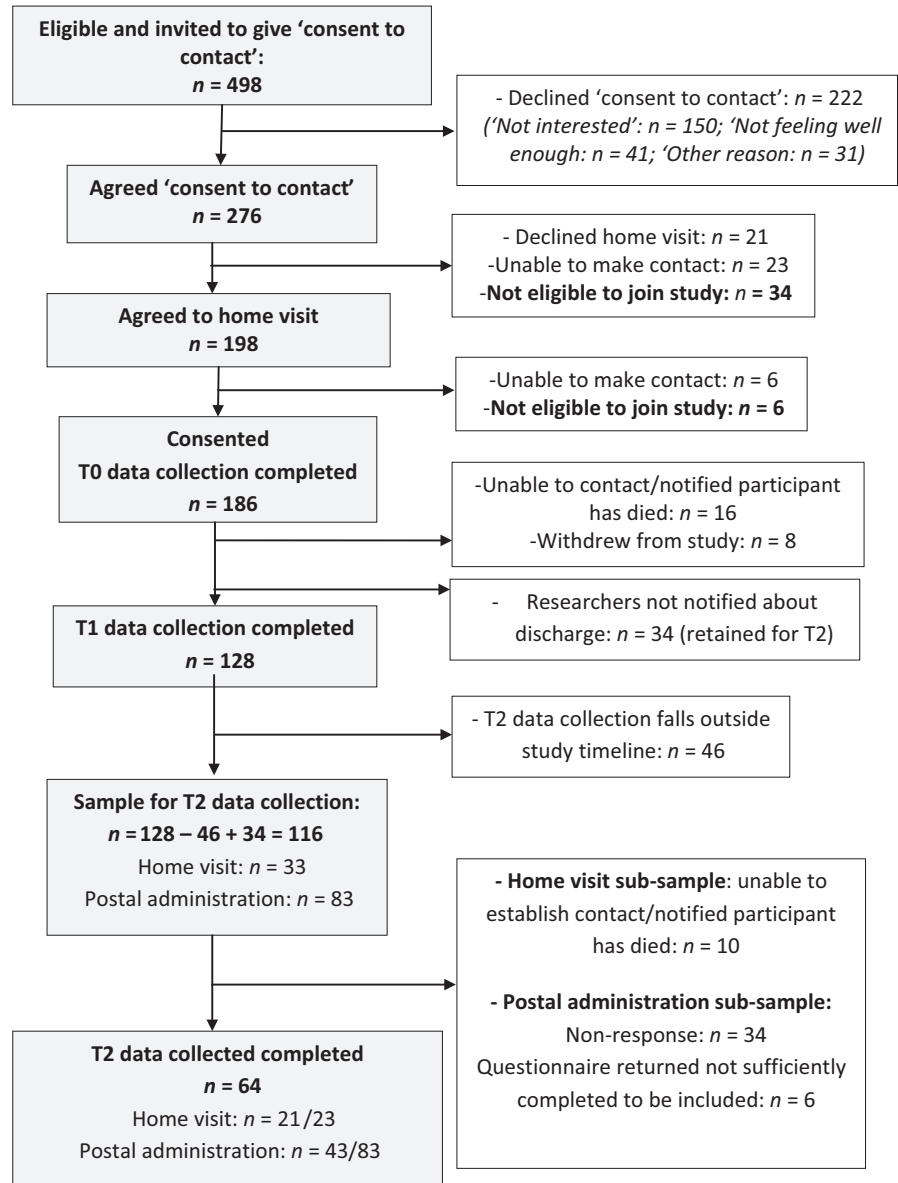 Eligible and invited to give ‘consent to
contact’:
n = 498
- Declined ‘consent to contact’: n = 222
(‘Not interested’: n = 150; ‘Not feeling well
enough: n = 41; ‘Other reason: n = 31)
Agreed ‘consent to contact’
n = 276
- Declined home visit: n = 21
-Unable to make contact: n = 23
-Not eligible to join study: n = 34
Agreed to home visit
n = 198
-Unable to make contact: n = 6
-Not eligible to join study: n = 6
Consented
T0 data collection completed
n = 186
-Unable to contact/notified participant
has died: n = 16
-Withdrew from study: n = 8
- Researchers not notified about
discharge: n = 34 (retained for T2)
T1 data collection completed
n = 128
- T2 data collection falls outside
study timeline: n = 46
Sample for T2 data collection:
n = 128 – 46 + 34 = 116
Home visit: n = 33
Postal administration: n = 83
- Home visit sub-sample: unable to
establish contact/notified participant
has died: n = 10
- Postal administration sub-sample:
Non-response: n = 34
Questionnaire returned not sufficiently
completed to be included: n = 6
T2 data collected completed
n = 64
Home visit: n = 21/23
Postal administration: n = 43/83